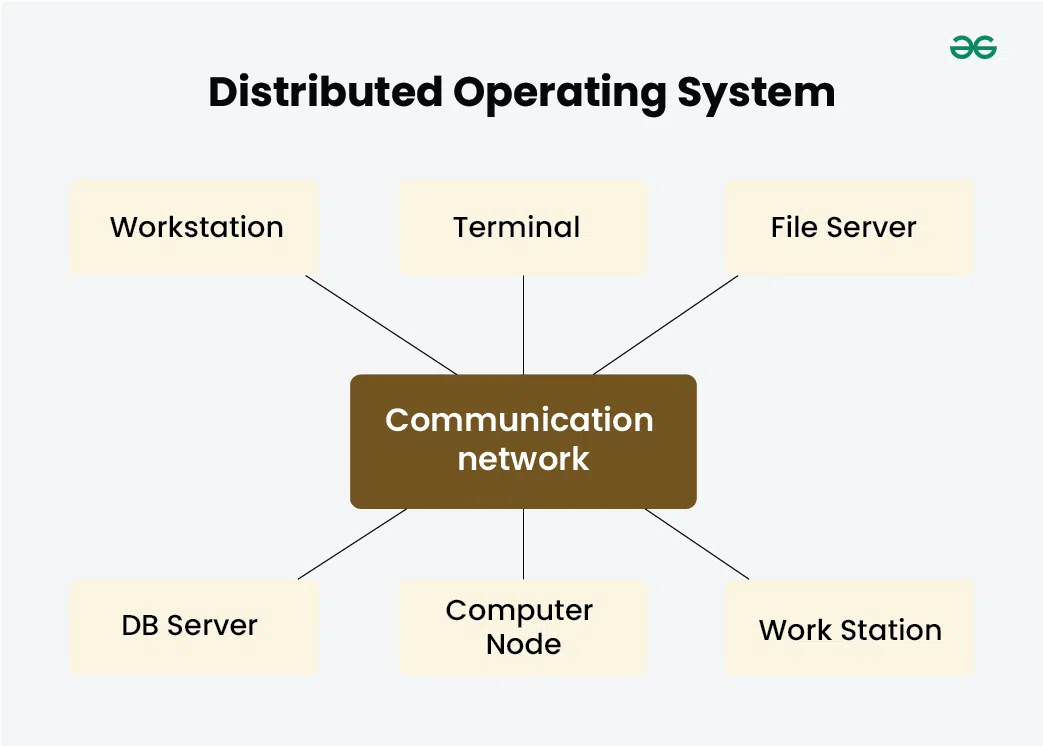 Distributed Operating System
Workstation
Terminal
File Server
Communication
network
DB Server
Computer
Node
Work Station